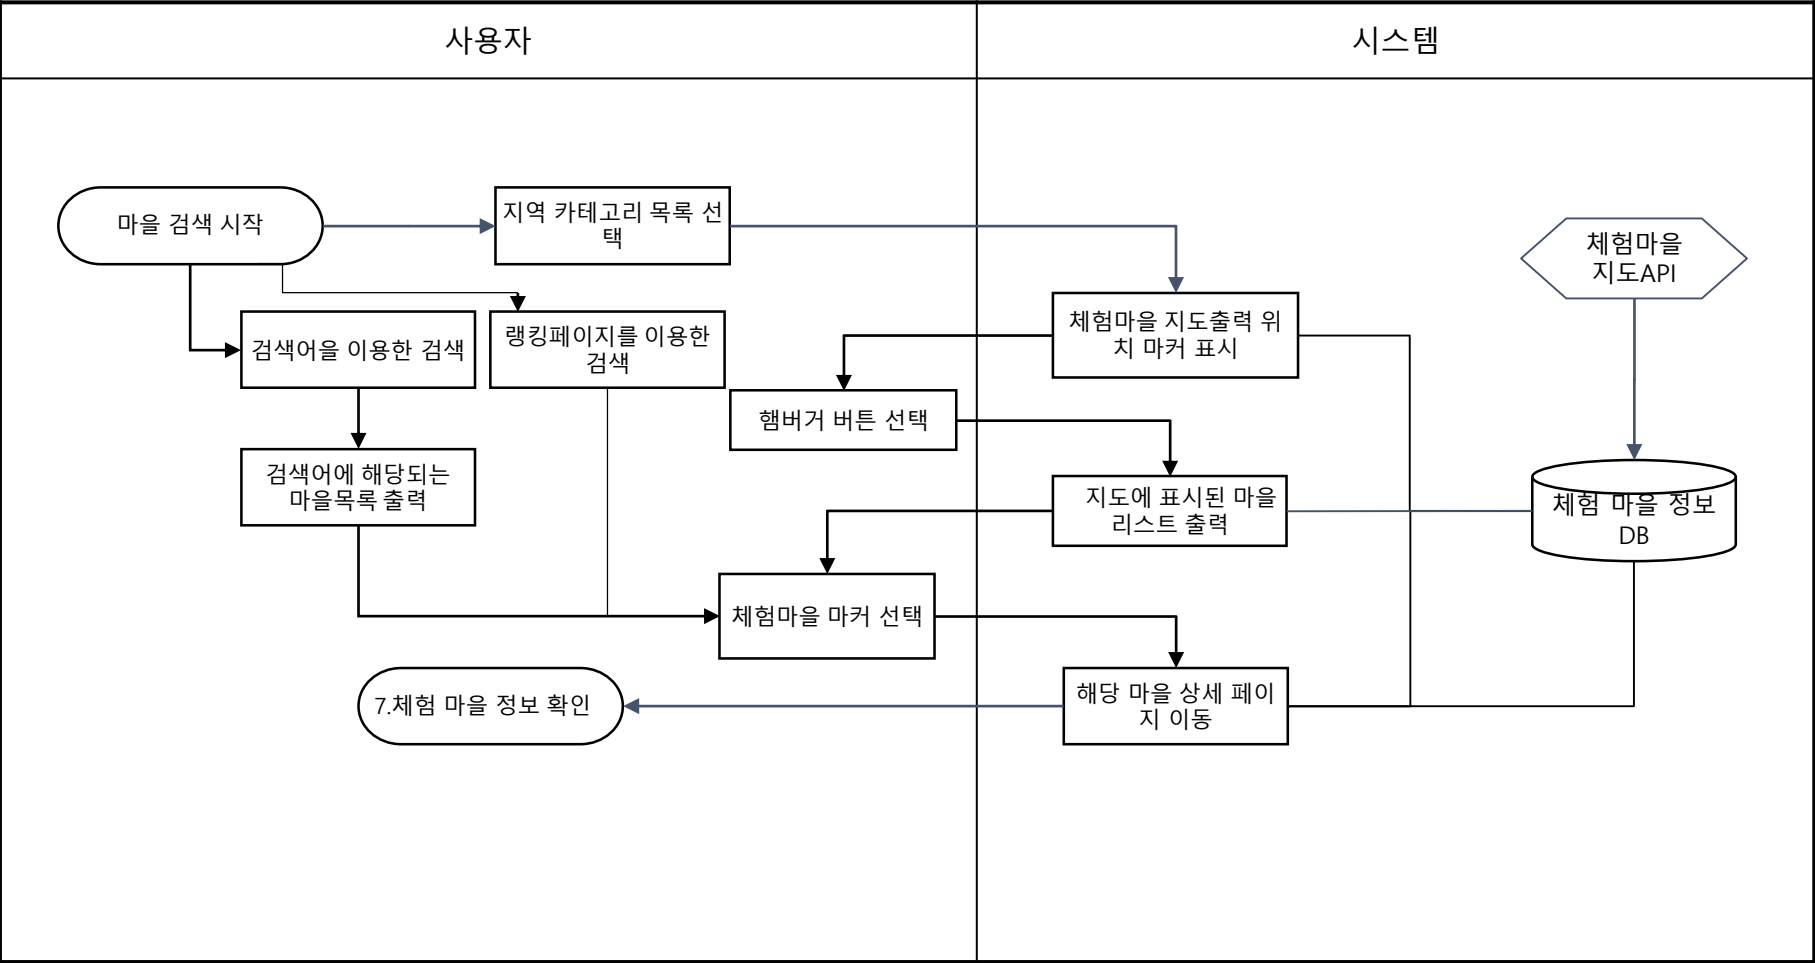 사용자
시스템
마을 검색 시작
지역 카테고리 목록 선
택
체험마을
지도API
검색어을 이용한 검색
랭킹페이지를 이용한
검색
체험마을 지도출력 위
치 마커 표시
햄버거 버튼 선택
검색어에 해당되는
마을목록 출력
지도에 표시된 마을
리스트 출력
체험 마을 정보
DB
체험마을 마커 선택
7.체험 마을 정보 확인
해당 마을 상세 페이
지 이동